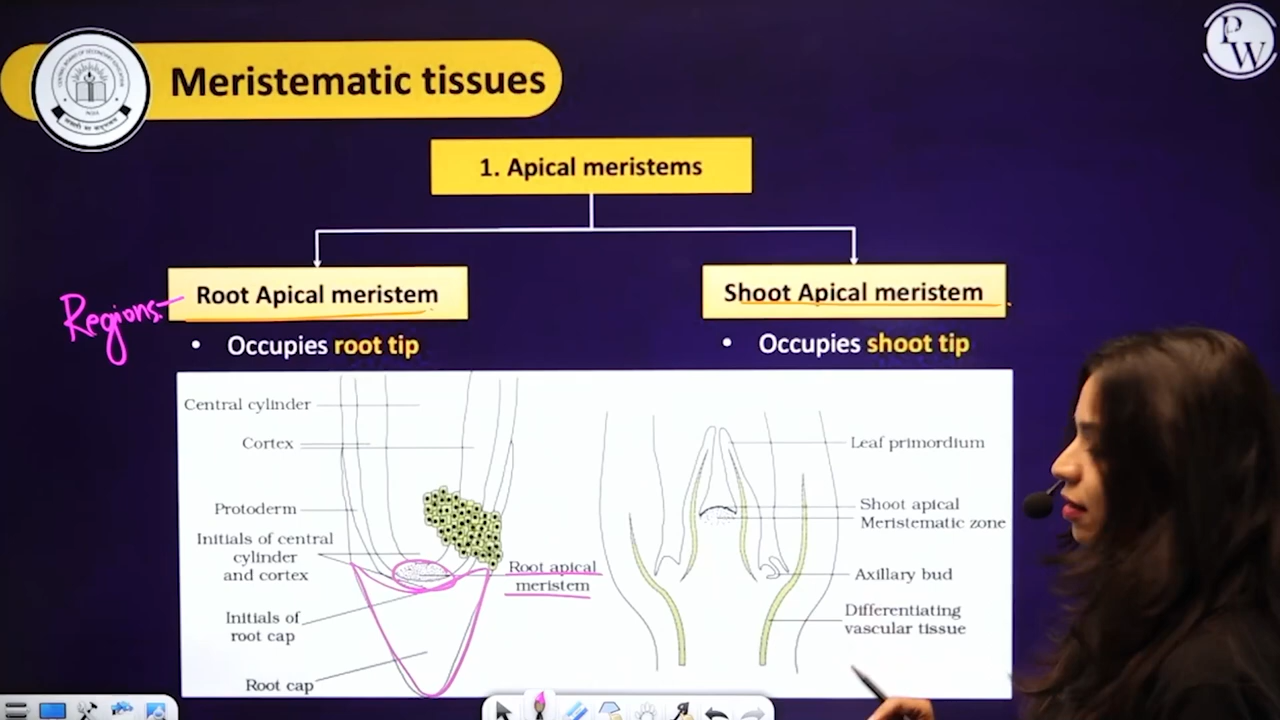 Meristematic tissues
PW
1. Apical meristems
Regions-
Root Apical meristem
Shoot Apical meristem
• Occupies root tip
• Occupies shoot tip
Central cylinder
Cortex
Protoderm
Initials of central
cylinder
and cortex
Initials of
root cap
Root cap
Root apical
meristem
Leaf primordium
Shoot apical
Meristematic zone
Axillary bud
Differentiating
vascular tissue